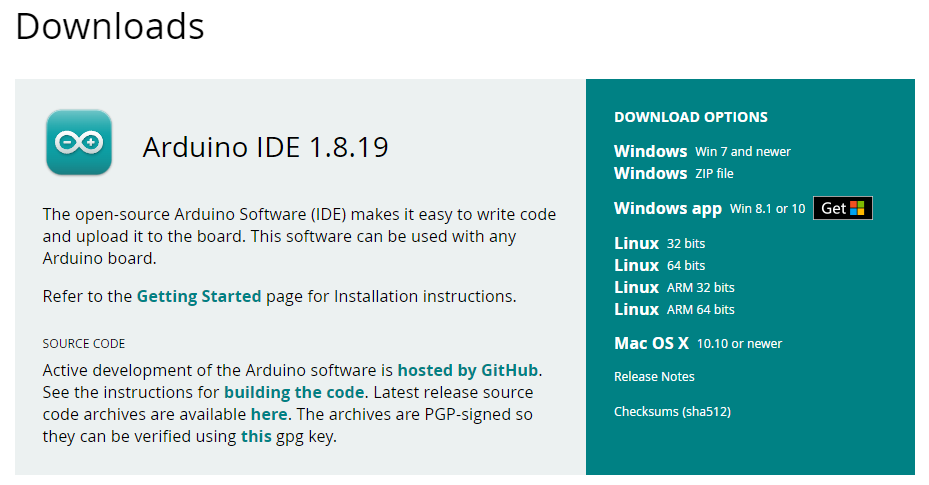 Downloads
Arduino IDE 1.8.19
The open-source Arduino Software (IDE) makes it easy to write code
and upload it to the board. This software can be used with any
Arduino board.
Refer to the Getting Started page for Installation instructions.
SOURCE CODE
Active development of the Arduino software is hosted by GitHub.
See the instructions for building the code. Latest release source
code archives are available here. The archives are PGP-signed so
they can be verified using this gpg key.
DOWNLOAD OPTIONS
Windows Win 7 and newer
Windows ZIP file
Windows app Win 8.1 or 10 Get
Linux 32 bits
Linux 64 bits
Linux ARM 32 bits
Linux ARM 64 bits
Mac OS X 10.10 or newer
Release Notes
Checksums (sha512)